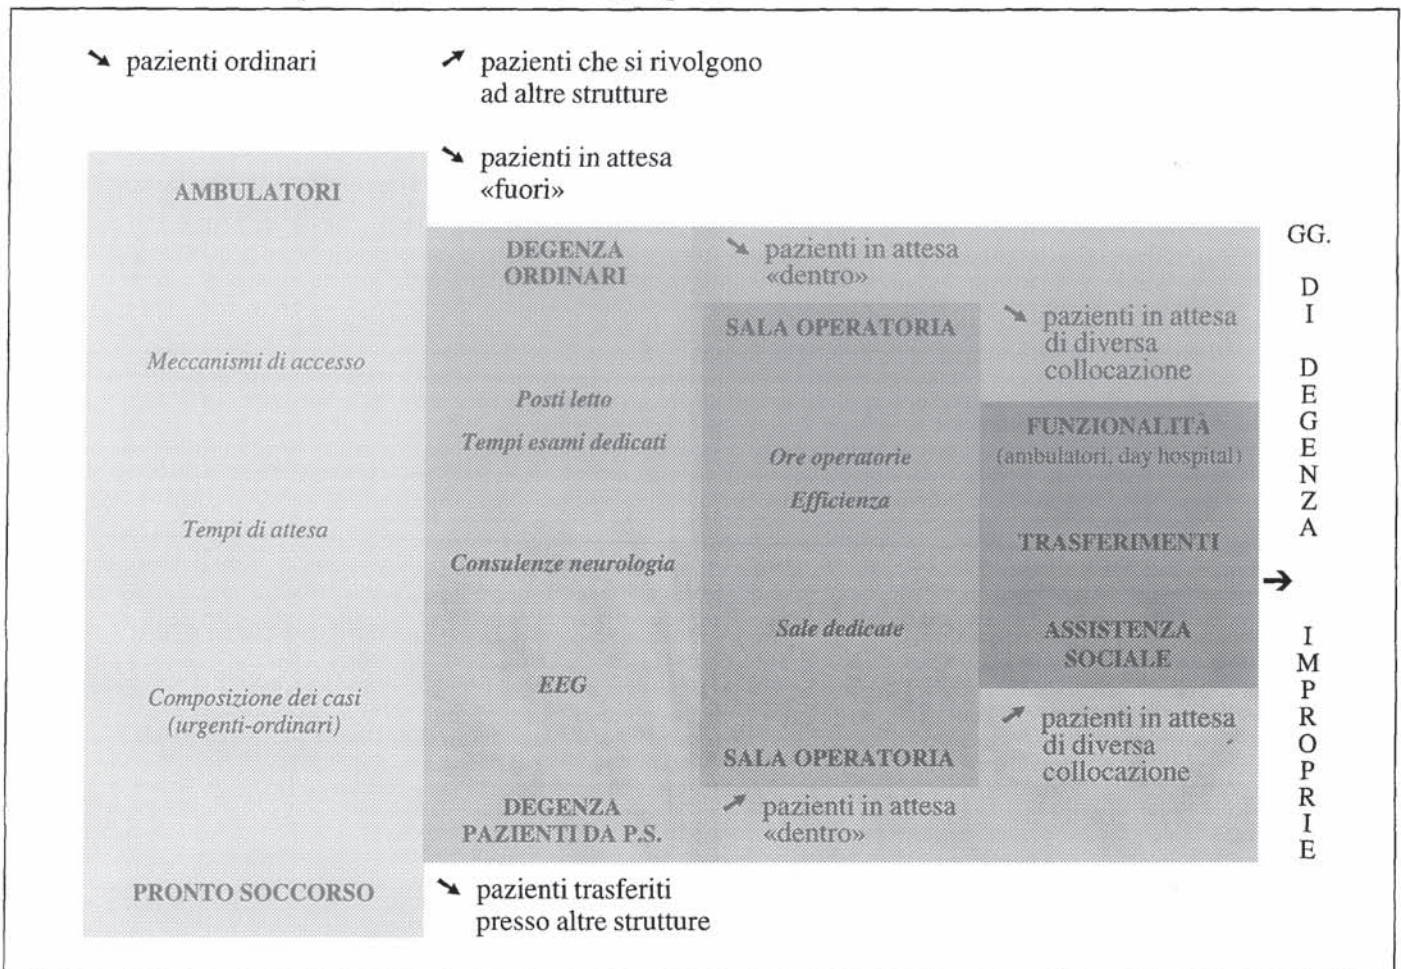 ➘ pazienti ordinari
➚ pazienti che si rivolgono
ad altre strutture
➘ pazienti in attesa
«fuori»
AMBULATORI
Meccanismi di accesso
Tempi di attesa
Composizione dei casi
(urgenti-ordinari)
PRONTO SOCCORSO
DEGENZA
ORDINARI
Posti letto
Tempi esami dedicati
Consulenze neurologia
EEG
DEGENZA
PAZIENTI DA P.S.
➘ pazienti trasferiti
presso altre strutture
➘ pazienti in attesa
«dentro»
SALA OPERATORIA
Ore operatorie
Efficienza
Sale dedicate
SALA OPERATORIA
➚ pazienti in attesa
«dentro»
➘ pazienti in attesa
di diversa
collocazione
FUNZIONALITÀ
(ambulatori, day hospital)
TRASFERIMENTI
ASSISTENZA
SOCIALE
➚ pazienti in attesa
di diversa
collocazione
➔
GG.
DI
DEGENZA
IMPROPRIE